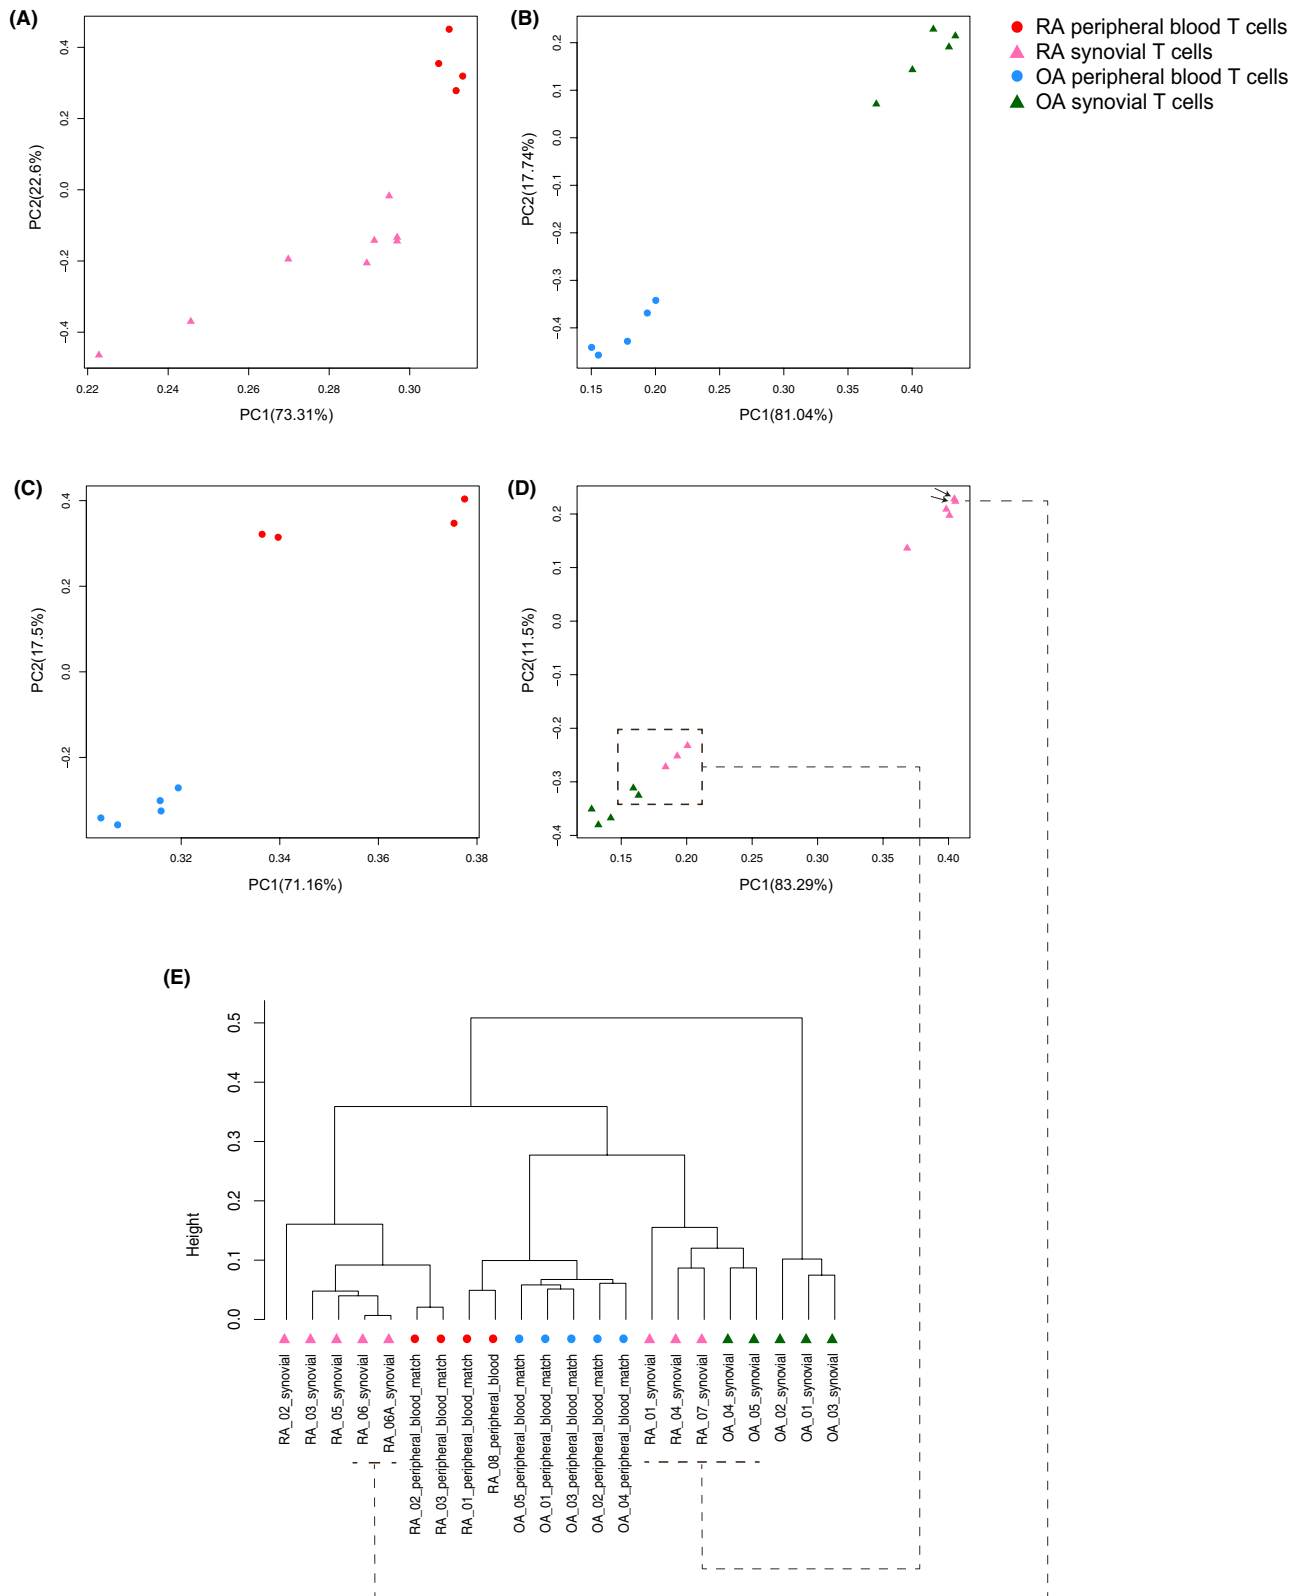 (A)
0.4
0.2
0.0
−0.2
−0.4
PC2(22.6%)
0.22
0.24
0.26
0.28
0.30
PC1(73.31%)
(B)
0.2
0.1
0.0
−0.1
−0.2
−0.3
−0.4
PC2(17.74%)
0.15
0.20
0.25
0.30
0.35
0.40
PC1(81.04%)
RA peripheral blood T cells
RA synovial T cells
OA peripheral blood T cells
OA synovial T cells
(C)
0.4
0.2
0.0
−0.2
PC2(17.5%)
0.32
0.34
0.36
0.38
PC1(71.16%)
(D)
0.2
0.1
0.0
−0.1
−0.2
−0.3
−0.4
PC2(11.5%)
0.15
0.20
0.25
0.30
0.35
0.40
PC1(83.29%)
(E)
0.5
0.4
0.3
0.2
0.1
0.0
Height
RA_02_synovial
RA_03_synovial
RA_05_synovial
RA_06_synovial
RA_06A_synovial
RA_02_peripheral_blood_match
RA_03_peripheral_blood_match
RA_01_peripheral_blood_match
RA_08_peripheral_blood
OA_05_peripheral_blood_match
OA_01_peripheral_blood_match
OA_03_peripheral_blood_match
OA_02_peripheral_blood_match
OA_04_peripheral_blood_match
RA_01_synovial
RA_04_synovial
RA_07_synovial
OA_04_synovial
OA_05_synovial
OA_02_synovial
OA_01_synovial
OA_03_synovial